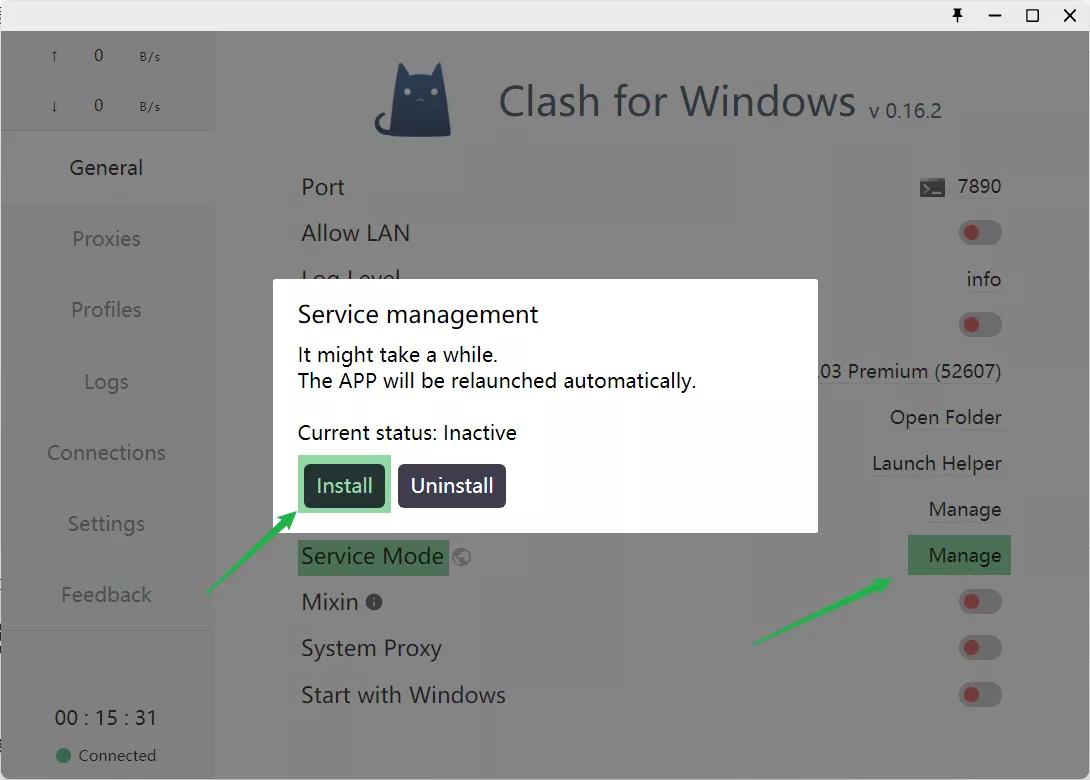 ↑ 0 B/s
↓ 0 B/s
General
Proxies
Profiles
Logs
Connections
Settings
Feedback
00 : 15 : 31
Connected
Clash for Windows v 0.16.2
Port 7890
Allow LAN
Log Level info
.03 Premium (52607)
Open Folder
Launch Helper
Manage
Service management
It might take a while.
The APP will be relaunched automatically.
Current status: Inactive
Install Uninstall
Service Mode Manage
Mixin
System Proxy
Start with Windows